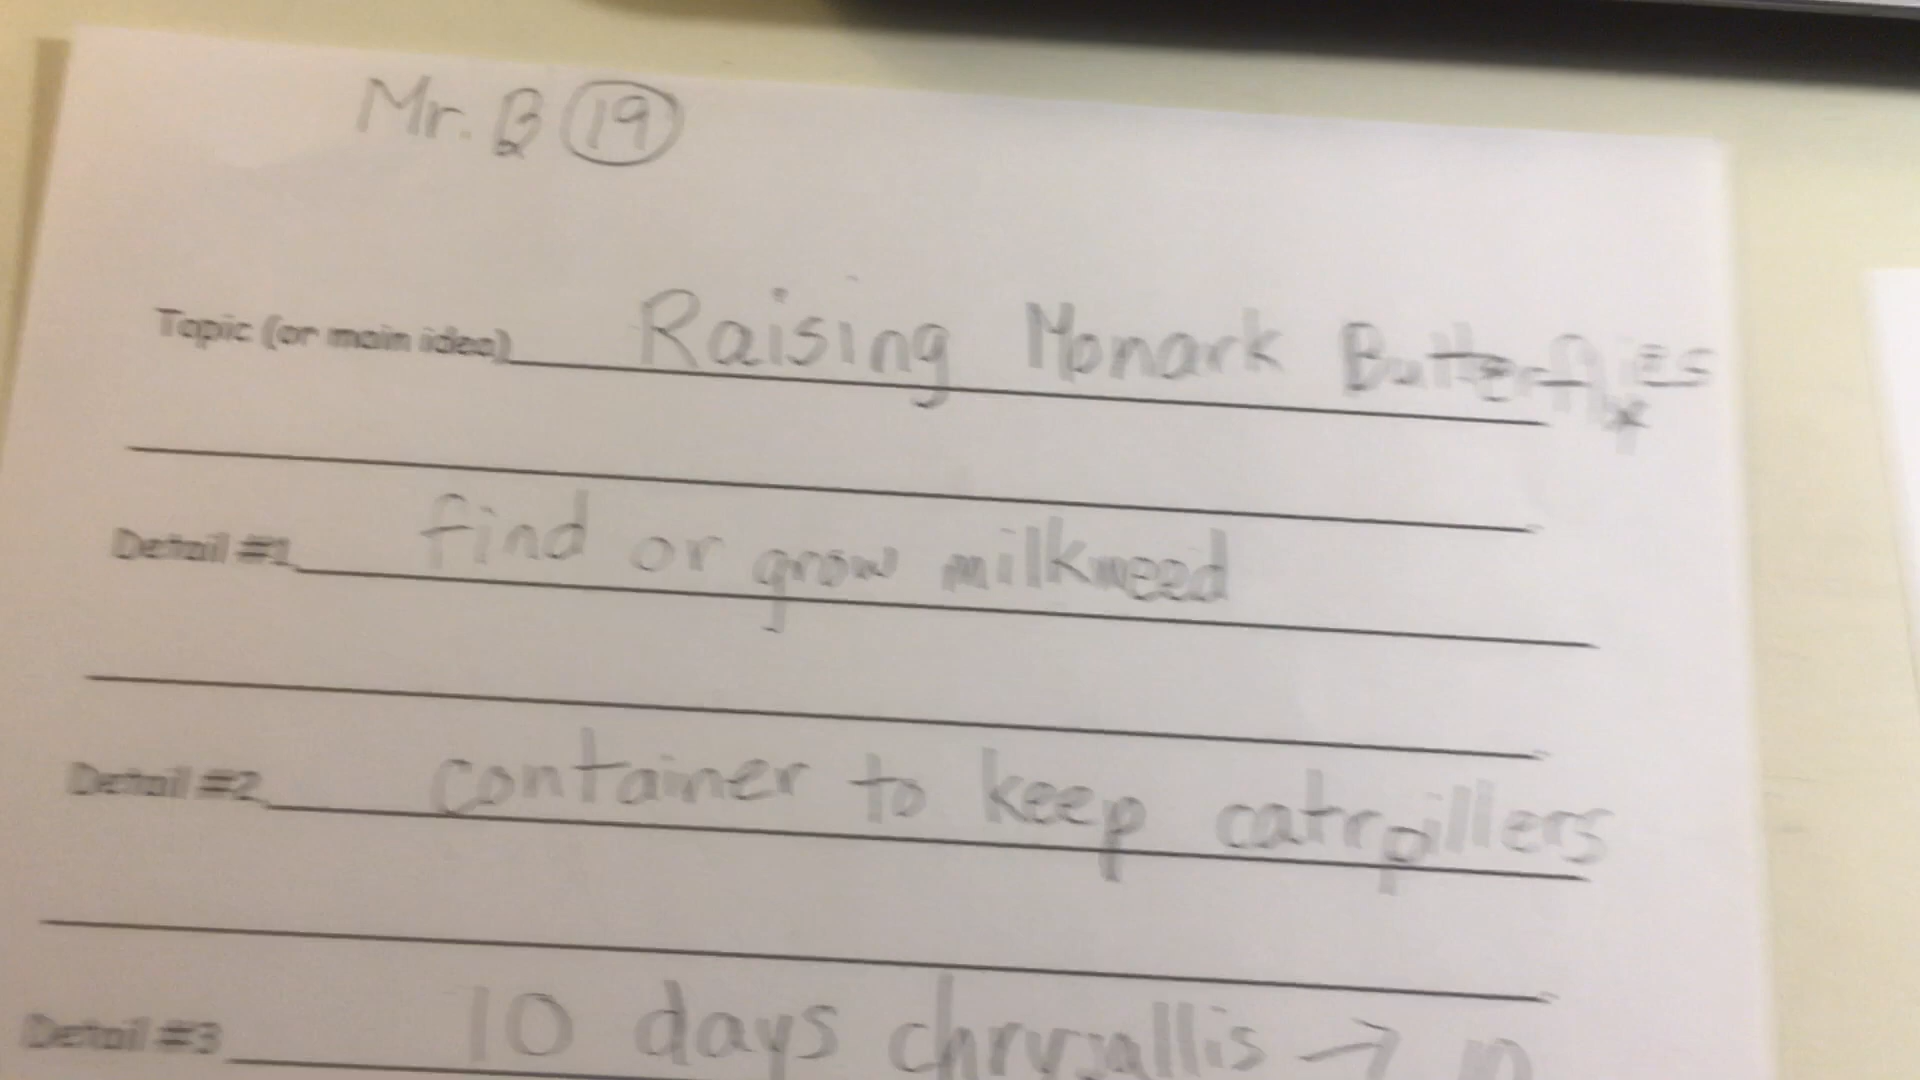 Mr. B 19
Topic (or main idea) Raising Monark Butterflies
Detail #1 find or grow milkweed
Detail #2 container to keep catrpillers
Detail #3 10 days chrysallis →